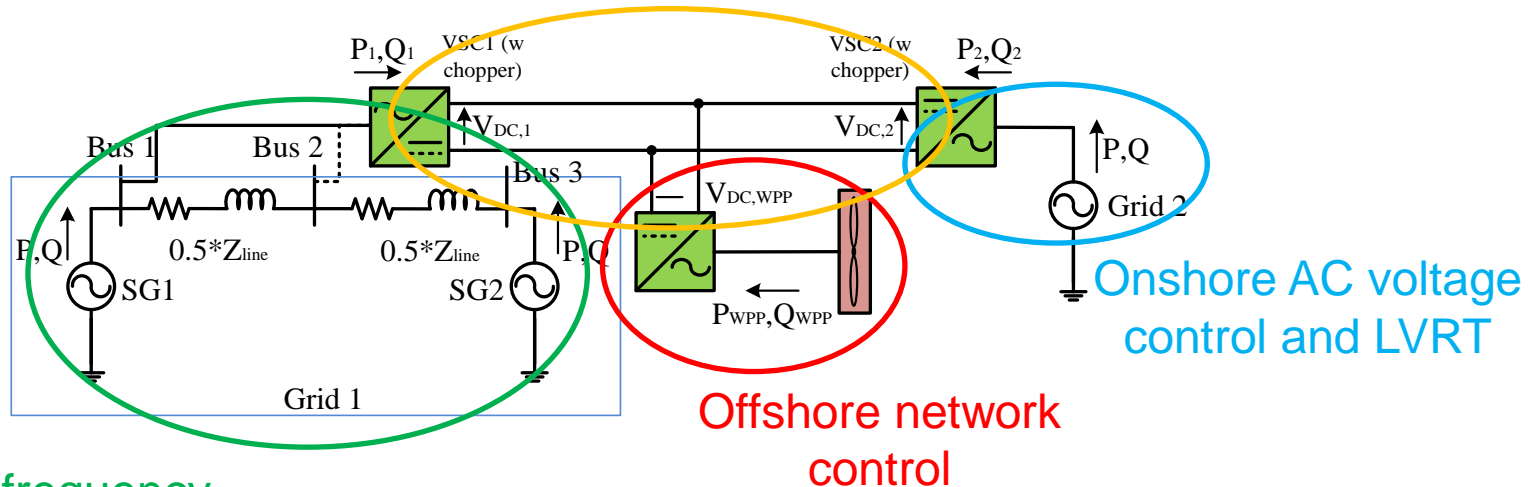 P1,Q1
VSC1 (w
chopper)
VSC2 (w
chopper)
P2,Q2
VDC,1
VDC,2
Bus 1
Bus 2
Bus 3
VDC,WPP
P,Q
P,Q
P,Q
0.5*Zline
0.5*Zline
Grid 2
SG1
SG2
PWPP,QWPP
Grid 1
Onshore AC voltage
control and LVRT
Offshore network
control
frequency